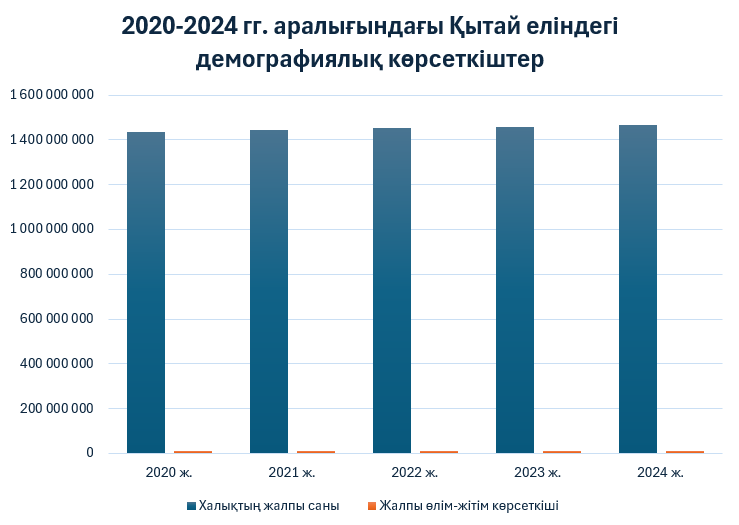 2020-2024 гг. аралығындағы Қытай еліндегі
демографиялық көрсеткіштер
1 600 000 000
1 400 000 000
1 200 000 000
1 000 000 000
800 000 000
600 000 000
400 000 000
200 000 000
0
2020 ж. 2021 ж. 2022 ж. 2023 ж. 2024 ж.
Халықтың жалпы саны Жалпы өлім-жітім көрсеткіші